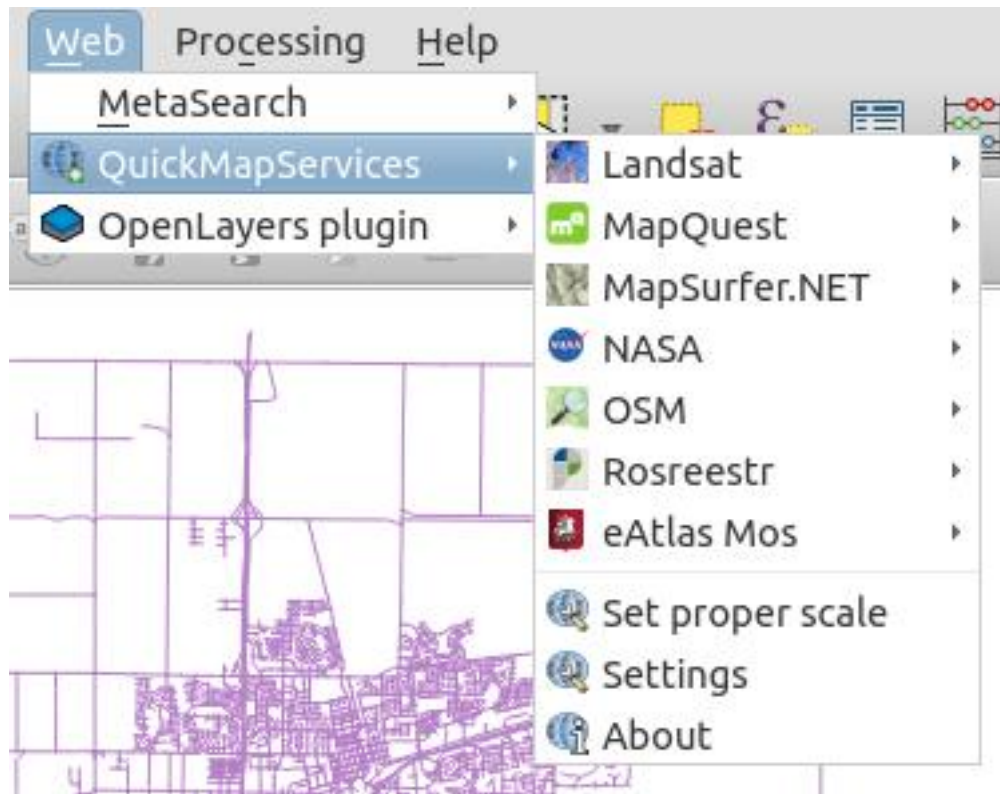 Web Processing Help
MetaSearch
QuickMapServices
OpenLayers plugin
Landsat
MapQuest
MapSurfer.NET
NASA
OSM
Rosreestr
eAtlas Mos
Set proper scale
Settings
About